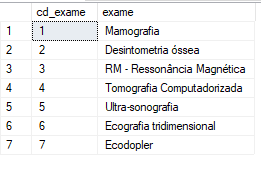 cd_exame exame
1 1 Mamografia
2 2 Desintometria óssea
3 3 RM - Ressonância Magnética
4 4 Tomografia Computadorizada
5 5 Ultra-sonografia
6 6 Ecografia tridimensional
7 7 Ecodopler